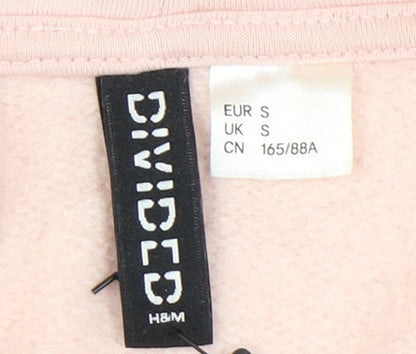 DIVIDED
H&M
EUR S
UK S
CN 165/88A